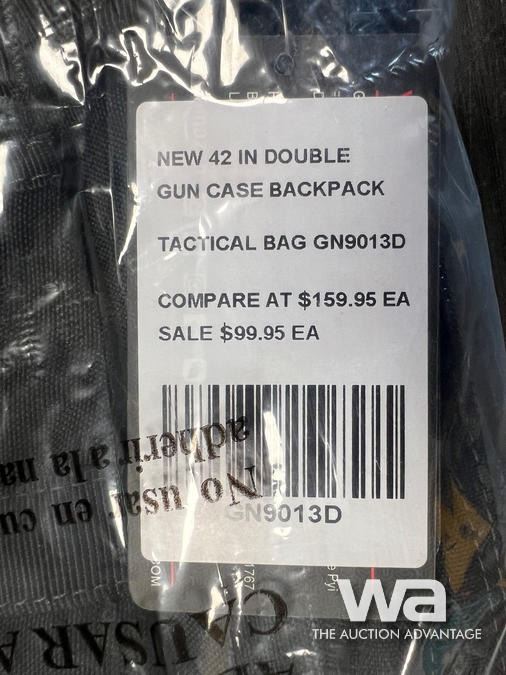 NEW 42 IN DOUBLE
GUN CASE BACKPACK
TACTICAL BAG GN9013D
COMPARE AT $159.95 EA
SALE $99.95 EA
GN9013D
No usar en cu
adherir a la na
CAUSAR A
wa
THE AUCTION ADVANTAGE